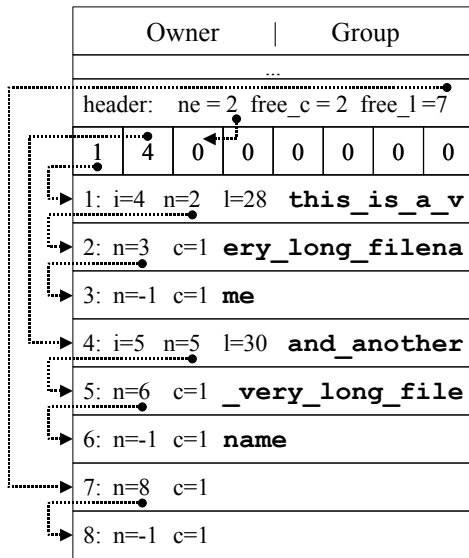 Owner | Group
...
header: ne = 2 free_c = 2 free_l =7
1 4 0 0 0 0 0 0
1: i=4 n=2 l=28 this_is_a_v
2: n=3 c=1 ery_long_filena
3: n=-1 c=1 me
4: i=5 n=5 l=30 and_another
5: n=6 c=1 _very_long_file
6: n=-1 c=1 name
7: n=8 c=1
8: n=-1 c=1